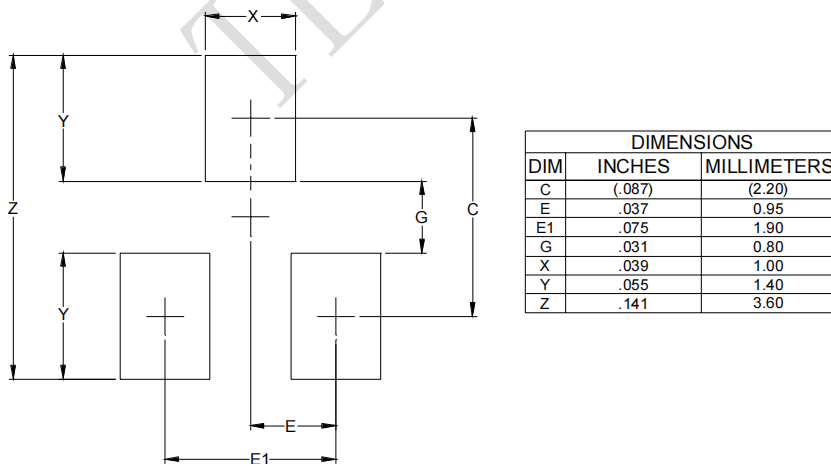 X
Y
Z
G
C
Y
E
E1
DIMENSIONS
DIM INCHES MILLIMETERS
C (.087) (2.20)
E .037 0.95
E1 .075 1.90
G .031 0.80
X .039 1.00
Y .055 1.40
Z .141 3.60